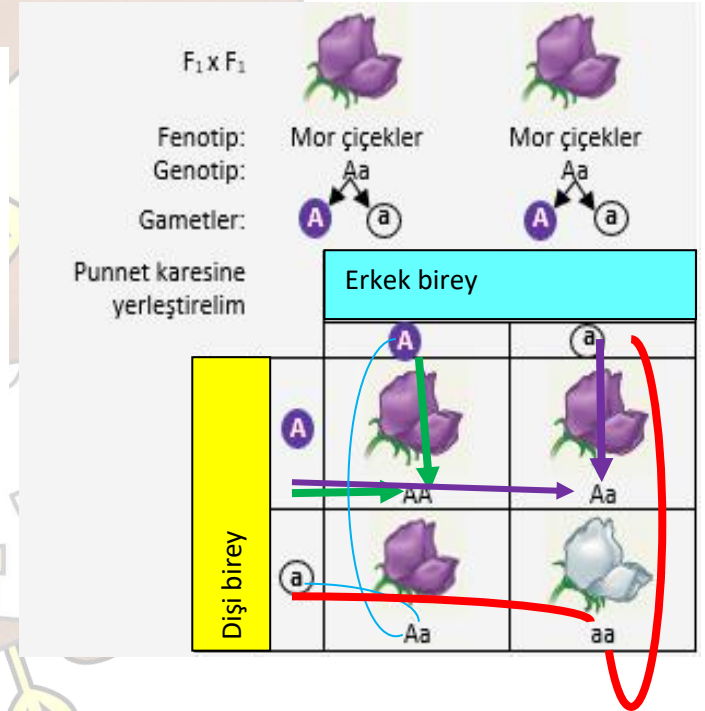 F₁ x F₁
Fenotip: Mor çiçekler Mor çiçekler
Genotip: Aa Aa
Gametler: A a A a
Punnet karesine
yerleştirelim
Erkek birey
A a
Dişi birey
A
AA Aa
a
Aa aa